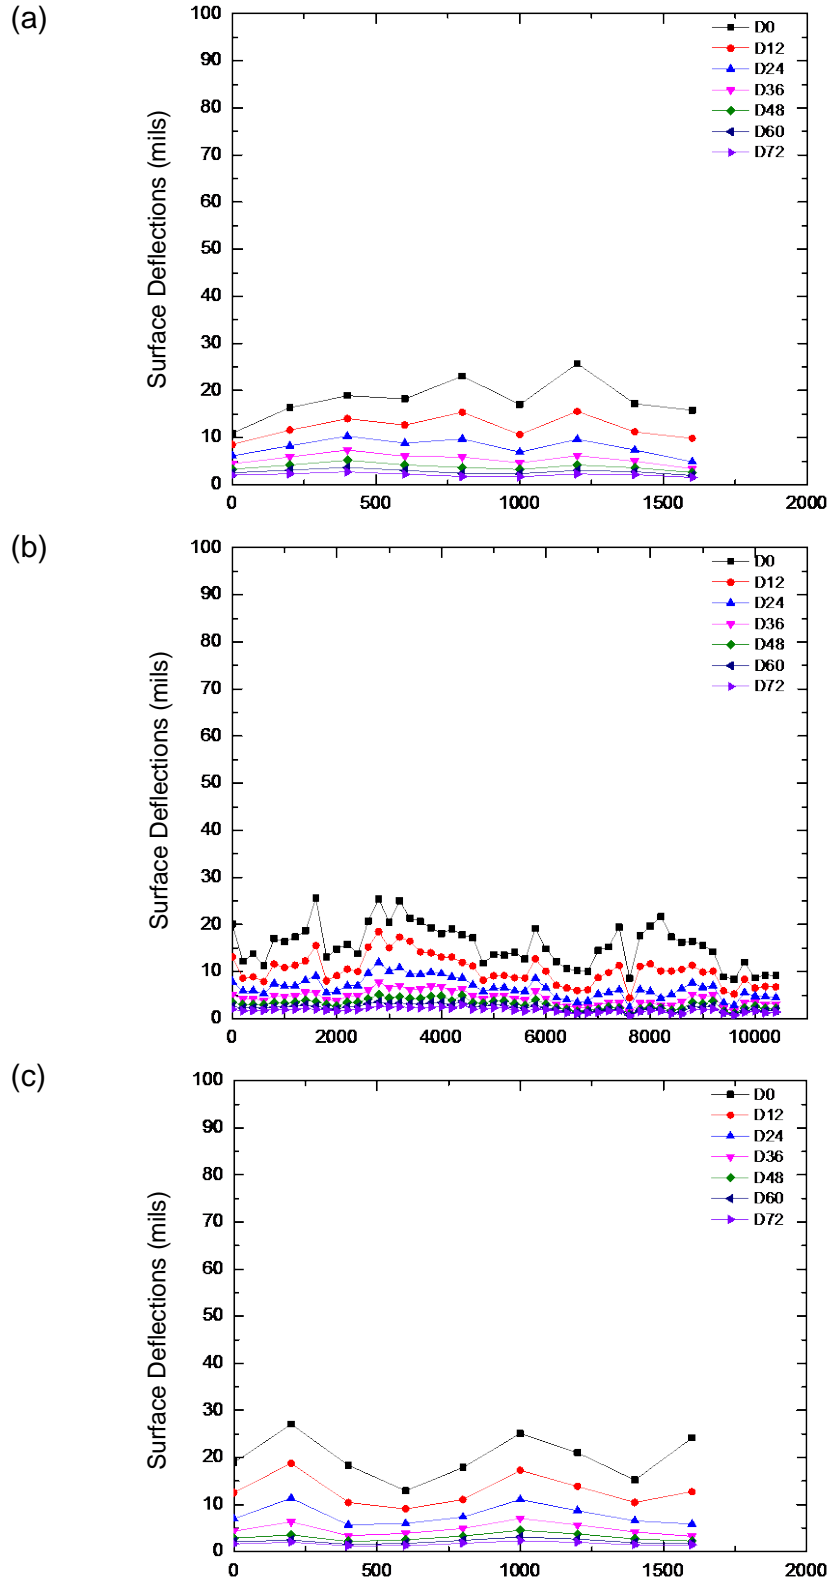 (a)
Surface Deflections (mils)
100
90
80
70
60
50
40
30
20
10
0
0 500 1000 1500 2000
D0
D12
D24
D36
D48
D60
D72
(b)
Surface Deflections (mils)
100
90
80
70
60
50
40
30
20
10
0
0 2000 4000 6000 8000 10000
D0
D12
D24
D36
D48
D60
D72
(c)
Surface Deflections (mils)
100
90
80
70
60
50
40
30
20
10
0
0 500 1000 1500 2000
D0
D12
D24
D36
D48
D60
D72